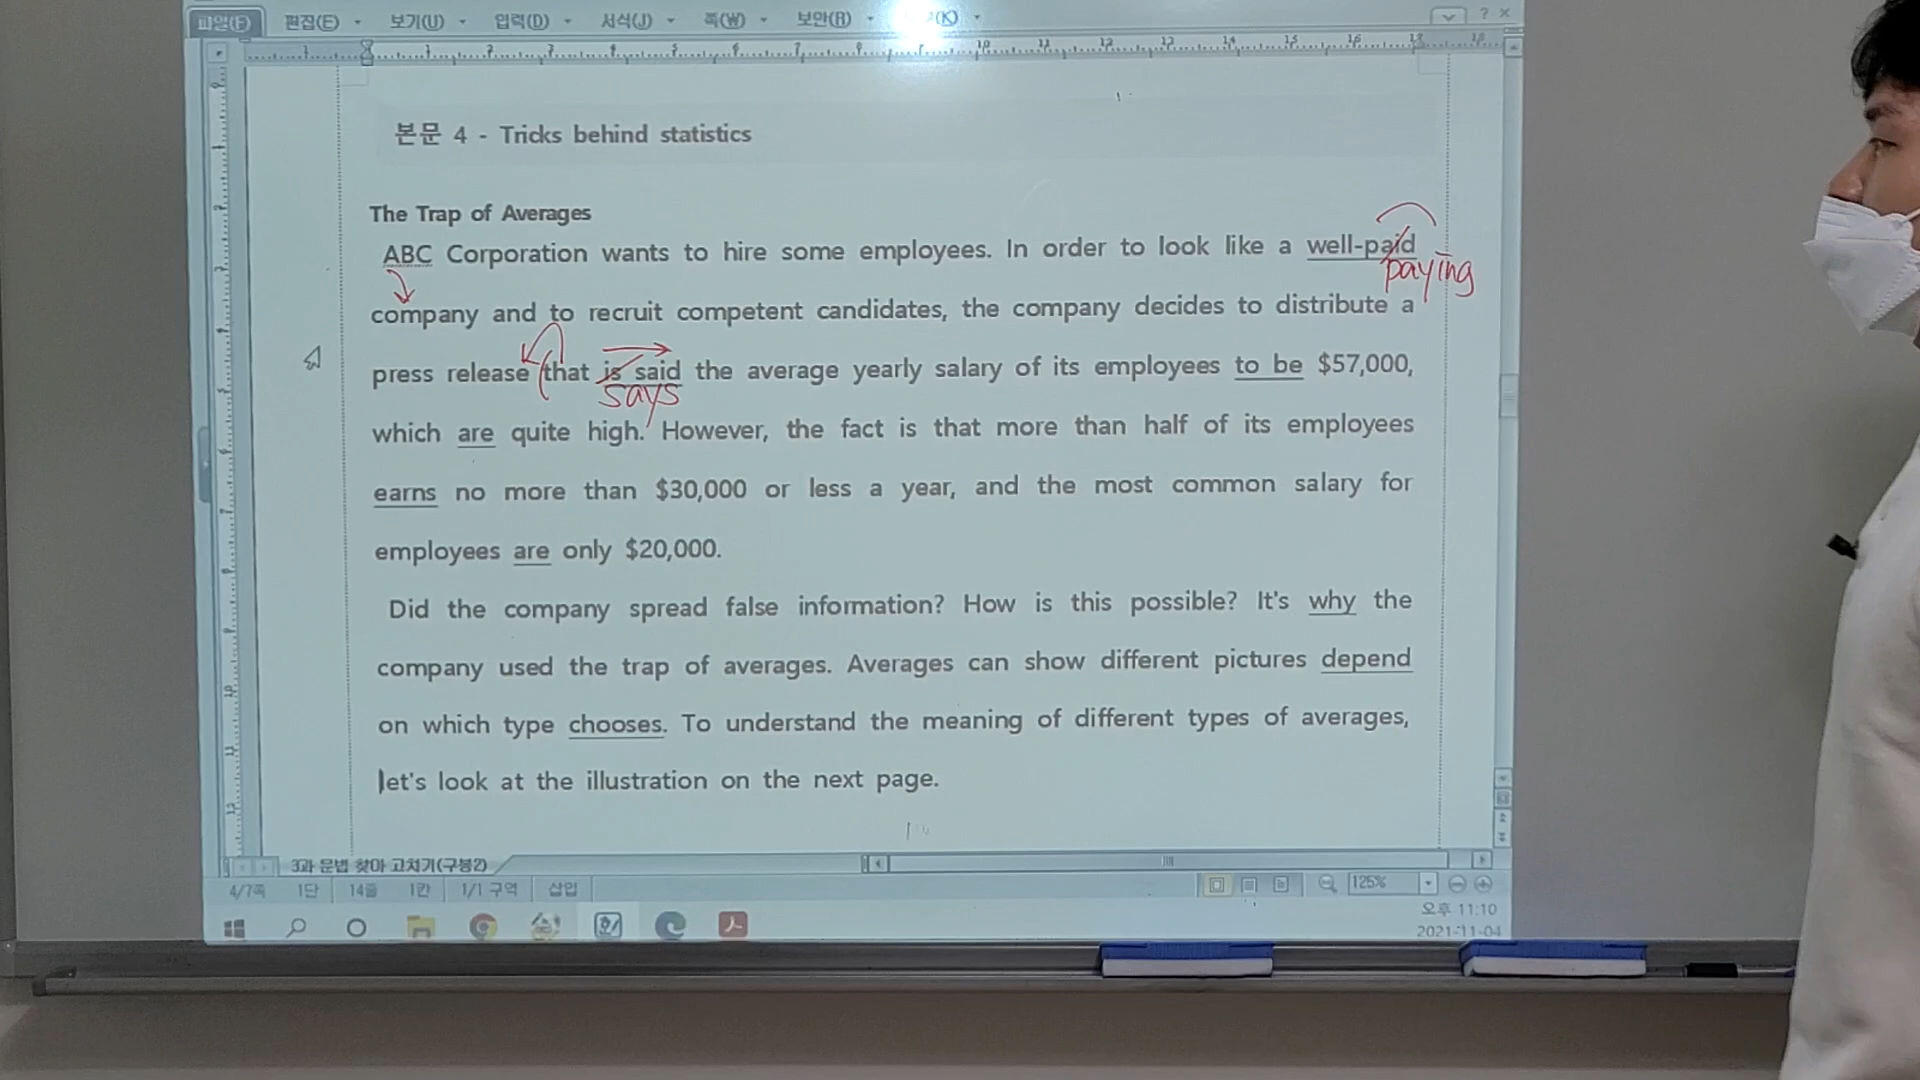 파일(F) 편집(E) 보기(U) 입력(D) 서식(J) 쪽(W) 보안(R)
본문 4 - Tricks behind statistics
The Trap of Averages
ABC Corporation wants to hire some employees. In order to look like a well-paid
paying
company and to recruit competent candidates, the company decides to distribute a
press release (that is said the average yearly salary of its employees to be $57,000,
says
which are quite high. However, the fact is that more than half of its employees
earns no more than $30,000 or less a year, and the most common salary for
employees are only $20,000.
Did the company spread false information? How is this possible? It's why the
company used the trap of averages. Averages can show different pictures depend
on which type chooses. To understand the meaning of different types of averages,
let's look at the illustration on the next page.
3과 문법 찾아 고치기(구봉2)
4/7쪽 1단 14줄 1칸 1/1 구역 삽입 125%
오후 11:10
2021-11-04